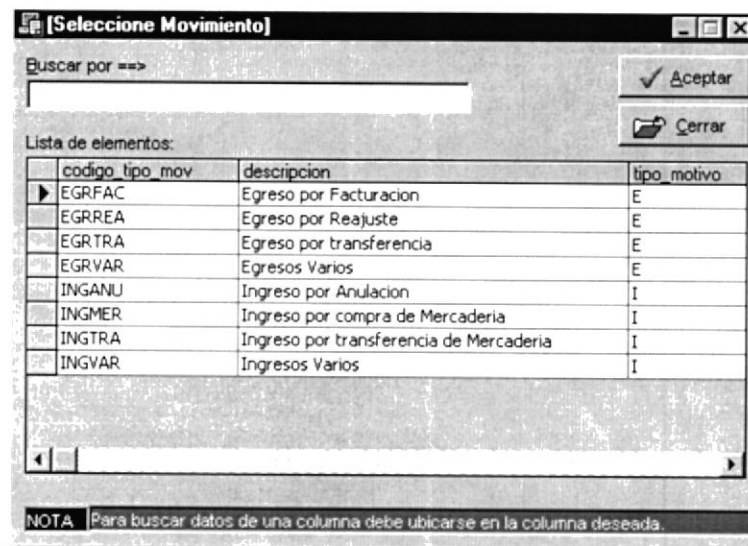 [Seleccione Movimiento]
Buscar por ==>
Aceptar
Cerrar
Lista de elementos:
codigo_tipo_mov descripcion tipo_motivo
EGRFAC Egreso por Facturacion E
EGRREA Egreso por Reajuste E
EGRTRA Egreso por transferencia E
EGRVAR Egresos Varios E
INGANU Ingreso por Anulacion I
INGMER Ingreso por compra de Mercaderia I
INGTRA Ingreso por transferencia de Mercaderia I
INGVAR Ingresos Varios I
NOTA Para buscar datos de una columna debe ubicarse en la columna deseada.